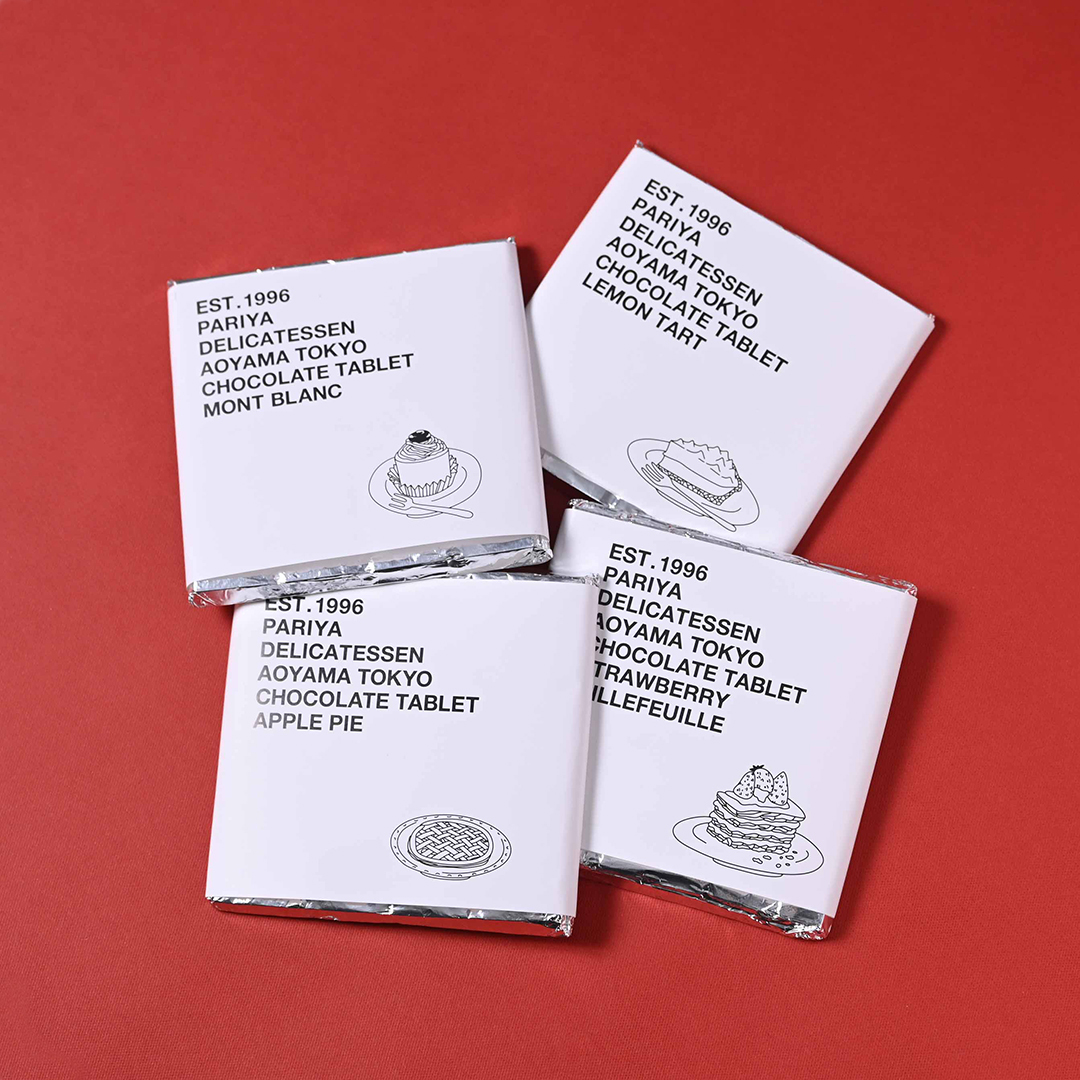 EST. 1996
PARIYA
DELICATESSEN
AOYAMA TOKYO
CHOCOLATE TABLET
MONT BLANC
EST. 1996
PARIYA
DELICATESSEN
AOYAMA TOKYO
CHOCOLATE TABLET
LEMON TART
EST. 1996
PARIYA
DELICATESSEN
AOYAMA TOKYO
CHOCOLATE TABLET
APPLE PIE
EST. 1996
PARIYA
DELICATESSEN
AOYAMA TOKYO
CHOCOLATE TABLET
TRAWBERRY
ILLEFEUILLE